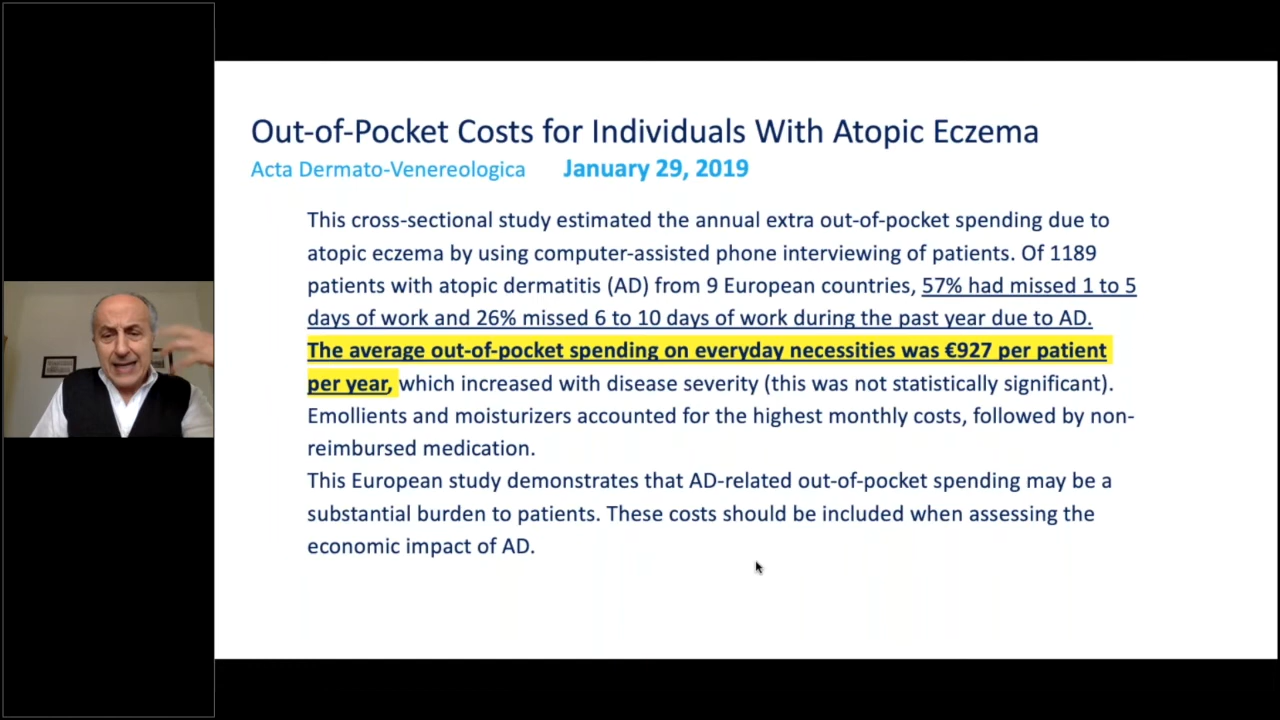 Out-of-Pocket Costs for Individuals With Atopic Eczema
Acta Dermato-Venereologica January 29, 2019
This cross-sectional study estimated the annual extra out-of-pocket spending due to
atopic eczema by using computer-assisted phone interviewing of patients. Of 1189
patients with atopic dermatitis (AD) from 9 European countries, 57% had missed 1 to 5
days of work and 26% missed 6 to 10 days of work during the past year due to AD.
The average out-of-pocket spending on everyday necessities was €927 per patient
per year, which increased with disease severity (this was not statistically significant).
Emollients and moisturizers accounted for the highest monthly costs, followed by non-
reimbursed medication.
This European study demonstrates that AD-related out-of-pocket spending may be a
substantial burden to patients. These costs should be included when assessing the
economic impact of AD.